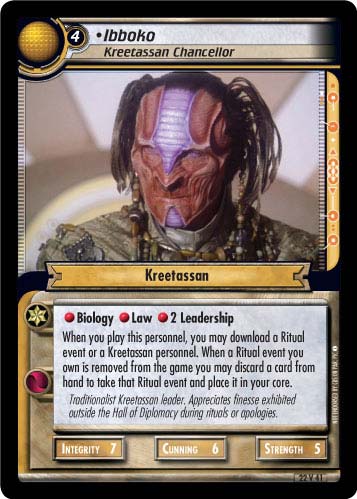 4
•Ibboko
Kreetassan Chancellor
Kreetassan
Biology Law 2 Leadership
When you play this personnel, you may download a Ritual
event or a Kreetassan personnel. When a Ritual event you
own is removed from the game you may discard a card from
hand to take that Ritual event and place it in your core.
Traditionalist Kreetassan leader. Appreciates finesse exhibited
outside the Hall of Diplomacy during rituals or apologies.
INTEGRITY 7 CUNNING 6 STRENGTH 5
22 V 41